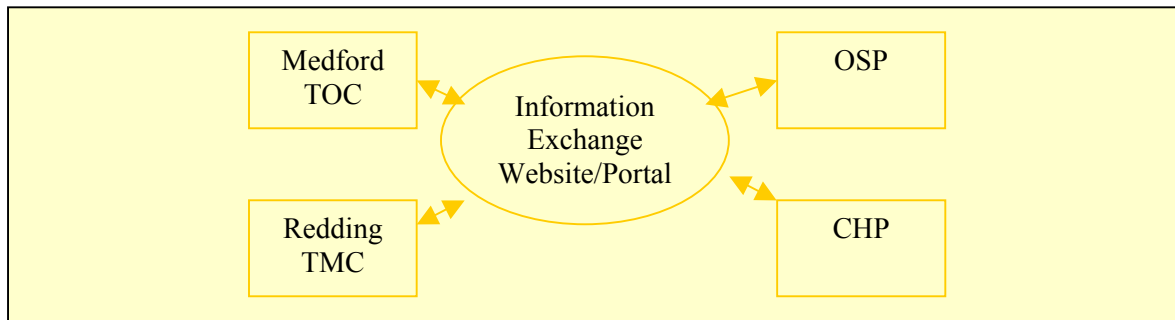 Medford
TOC
OSP
Information
Exchange
Website/Portal
Redding
TMC
CHP